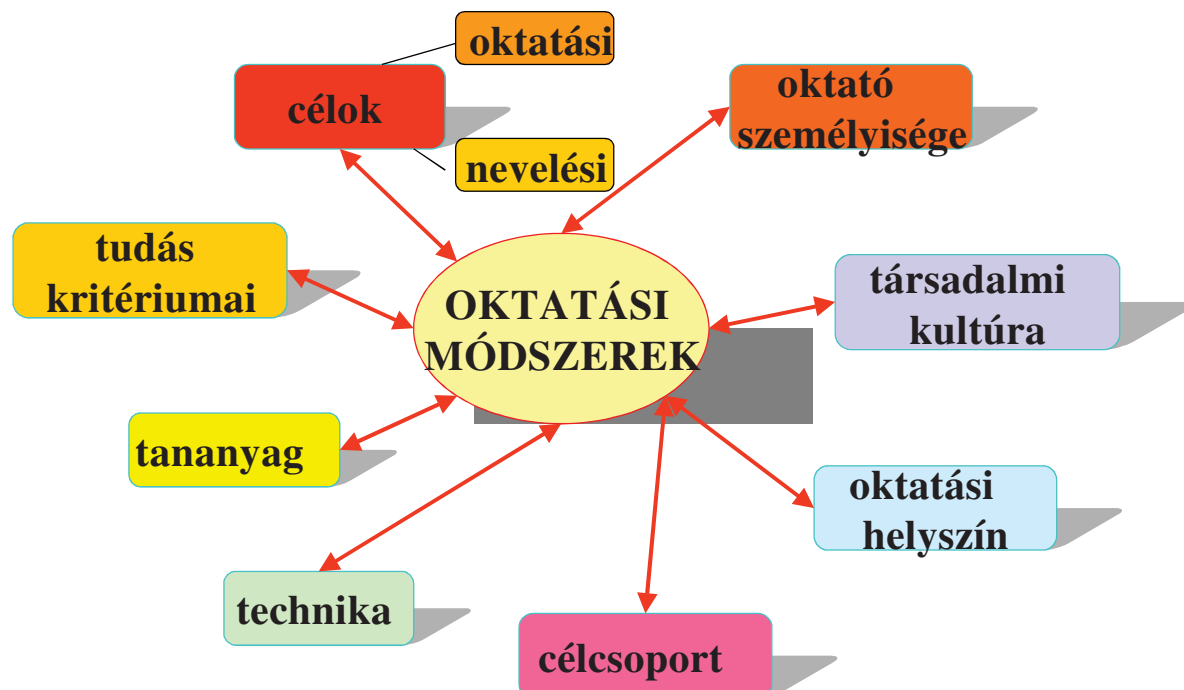 oktatási
célok
nevelési
oktató
személyisége
tudás
kritériumai
OKTATÁSI
MÓDSZEREK
társadalmi
kultúra
tananyag
oktatási
helyszín
technika
célcsoport